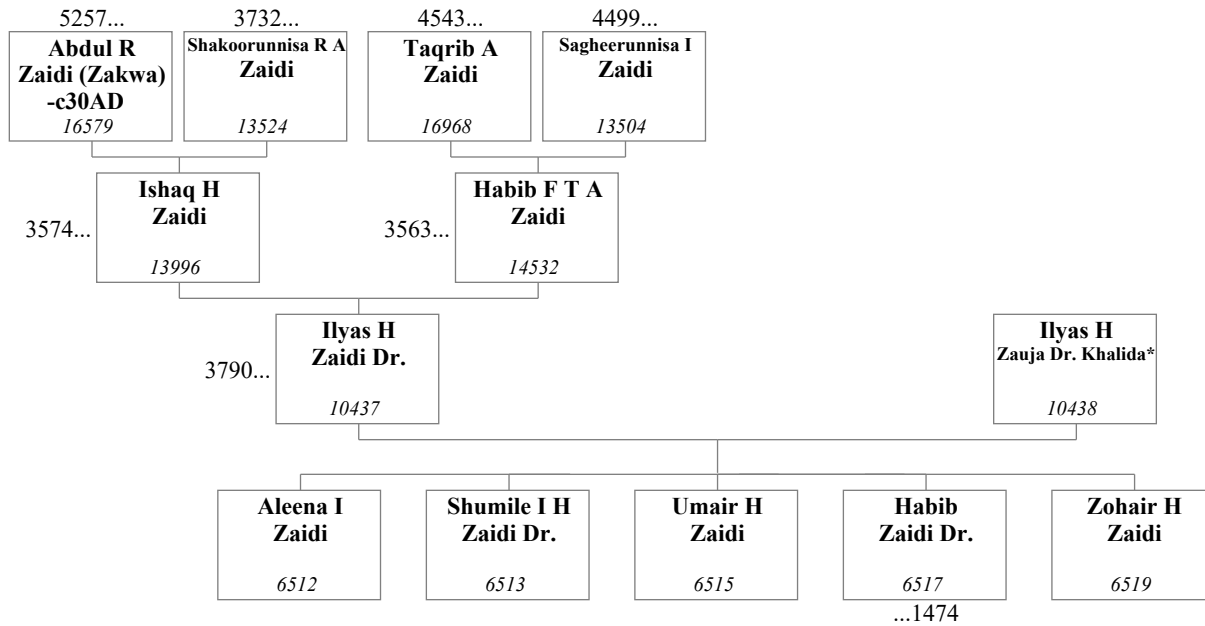 5257... 3732... 4543... 4499...
Abdul R
Zaidi (Zakwa)
-c30AD
16579
Shakoorunnisa R A
Zaidi
13524
Taqrib A
Zaidi
16968
Sagheerunnisa I
Zaidi
13504
3574...
Ishaq H
Zaidi
13996
3563...
Habib F T A
Zaidi
14532
3790...
Ilyas H
Zaidi Dr.
10437
Ilyas H
Zauja Dr. Khalida*
10438
Aleena I
Zaidi
6512
Shumile I H
Zaidi Dr.
6513
Umair H
Zaidi
6515
Habib
Zaidi Dr.
6517
...1474
Zohair H
Zaidi
6519